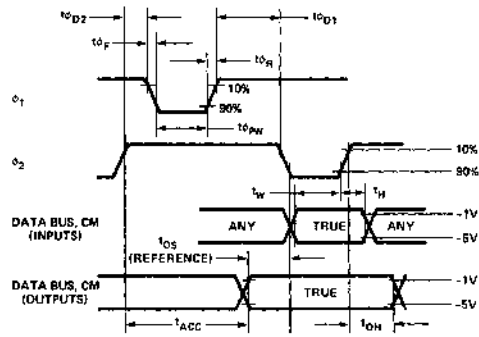 tφD2
tφD1
tφF
tφR
10%
φ1
90%
tφPW
φ2
10%
90%
tW
tH
DATA BUS, CM
(INPUTS)
ANY
TRUE
ANY
-1V
-5V
tOS
(REFERENCE)
DATA BUS, CM
(OUTPUTS)
TRUE
-1V
-5V
tACC
tOH